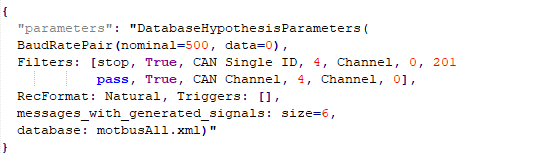 {
"parameters": "DatabaseHypothesisParameters(
BaudRatePair(nominal=500, data=0),
Filters: [stop, True, CAN Single ID, 4, Channel, 0, 201
pass, True, CAN Channel, 4, Channel, 0],
RecFormat: Natural, Triggers: [],
messages_with_generated_signals: size=6,
database: motbusAll.xml)"
}